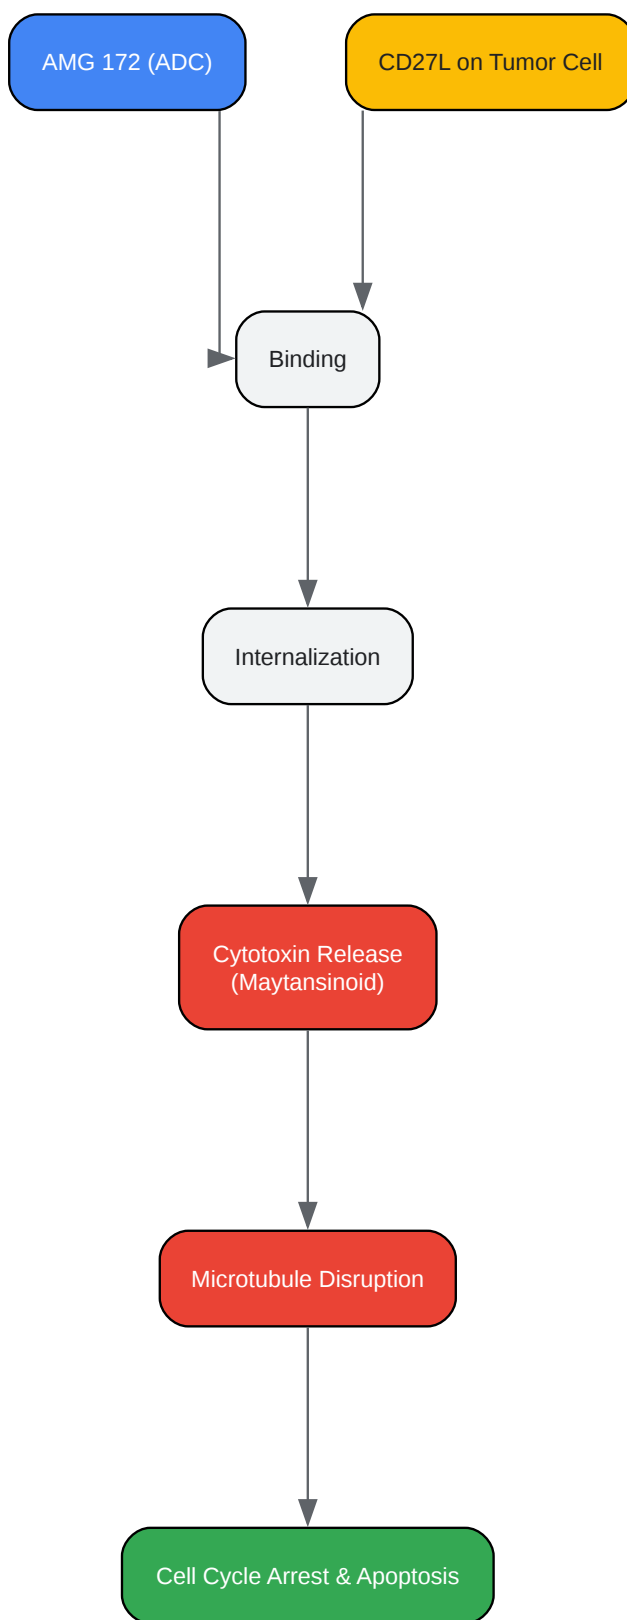 AMG 172 (ADC)
CD27L on Tumor Cell
Binding
Internalization
Cytotoxin Release
(Maytansinoid)
Microtubule Disruption
Cell Cycle Arrest & Apoptosis